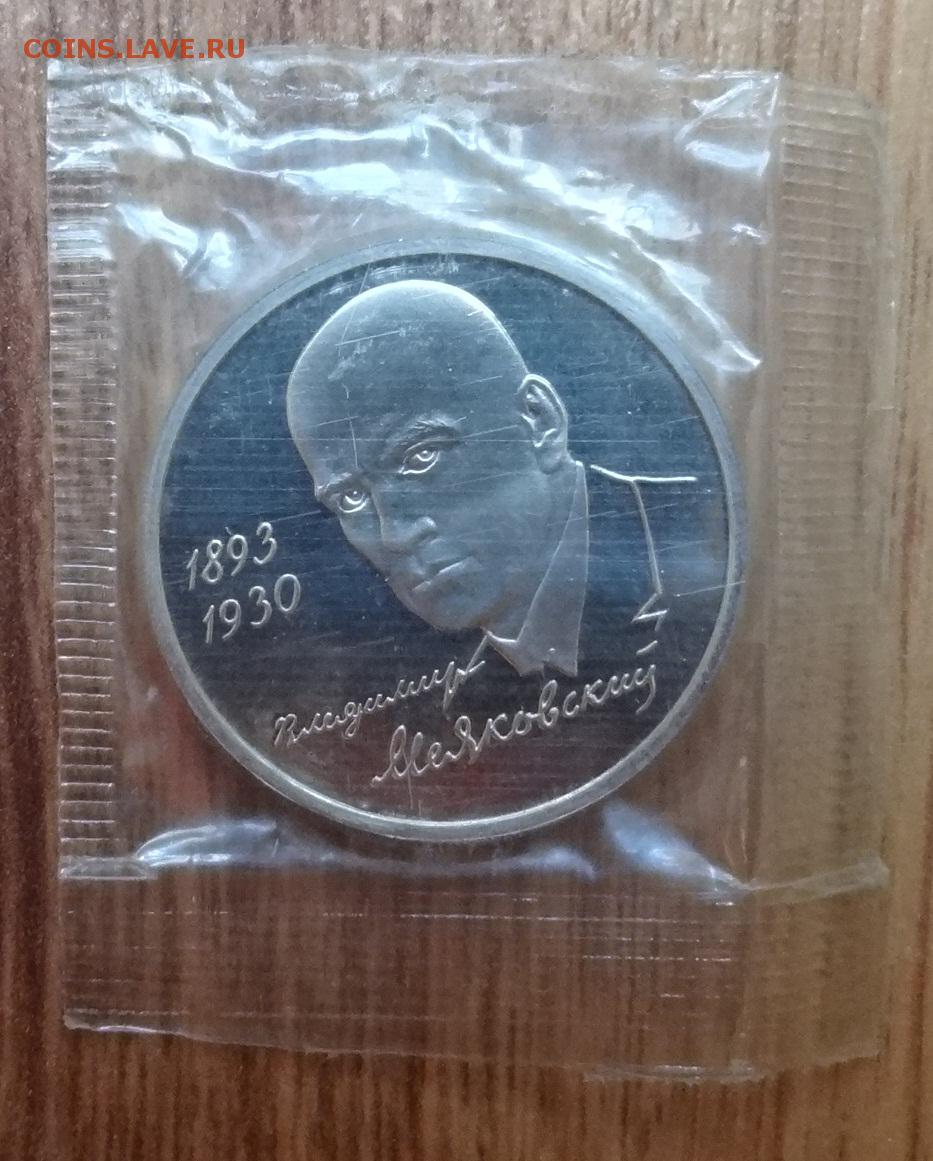 COINS.LAVE.RU
1893
1930
Владимир
Маяковский